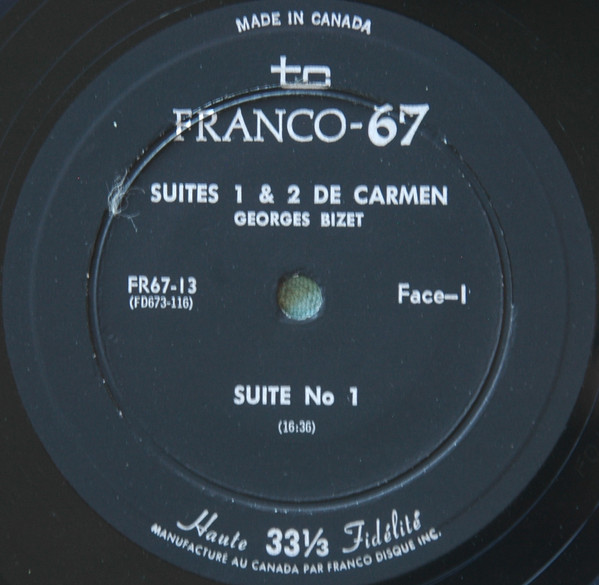 MADE IN CANADA
FRANCO-67
SUITES 1 & 2 DE CARMEN
GEORGES BIZET
FR67-13
(FD673-116)
Face-1
SUITE No 1
(16:36)
Haute 33⅓ Fidélité
MANUFACTURÉ AU CANADA PAR FRANCO DISQUE INC.